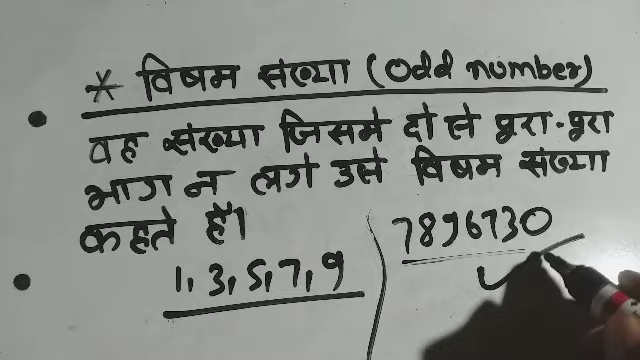 * विषम संख्या (odd number)
वह संख्या जिसमे दो से पूरा-पूरा
भाग न लगे उसे विषम संख्या
कहते हैं।
1, 3, 5, 7, 9
7896730